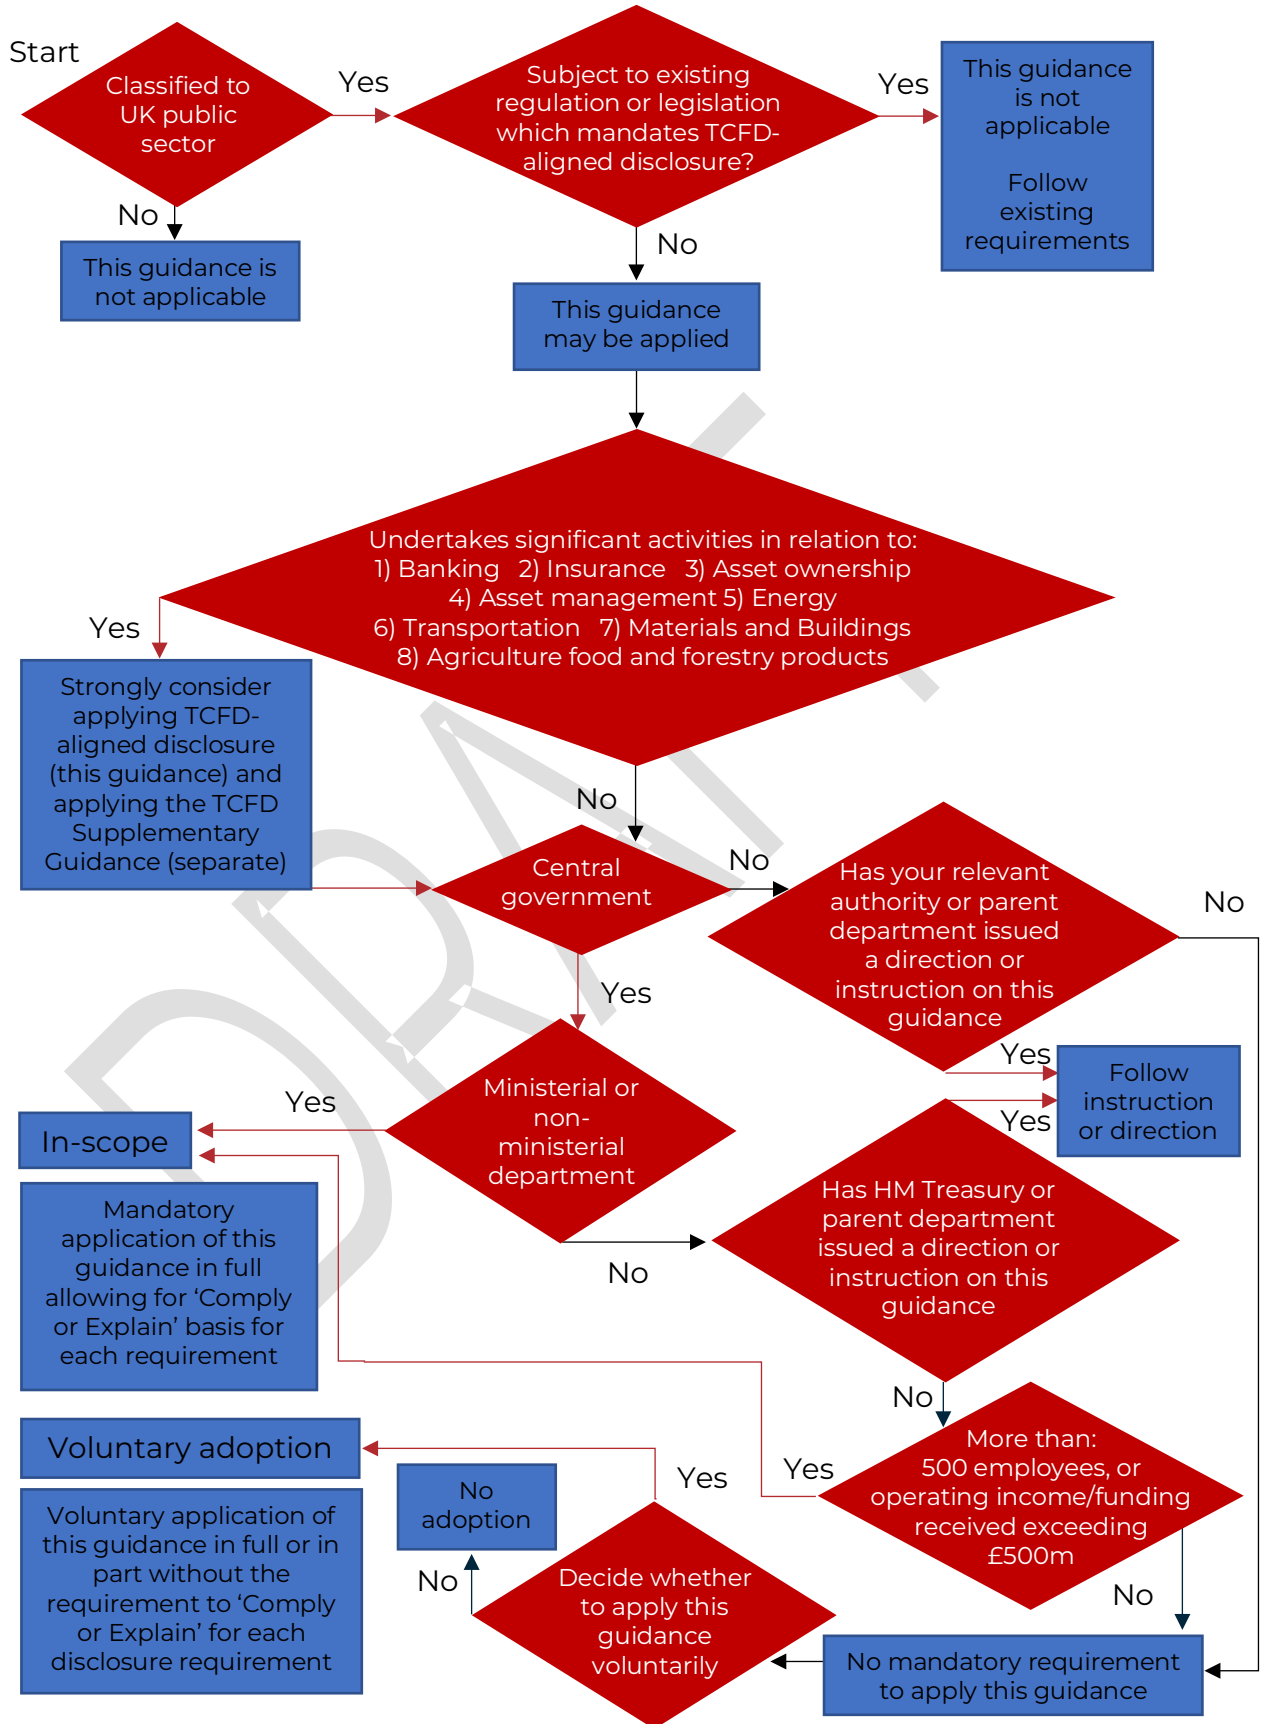 Start
Classified to
UK public
sector
Yes
Subject to existing
regulation or legislation
which mandates TCFD-
aligned disclosure?
Yes
This guidance
is not
applicable
Follow
existing
requirements
No
This guidance is
not applicable
No
This guidance
may be applied
Undertakes significant activities in relation to:
1) Banking 2) Insurance 3) Asset ownership
4) Asset management 5) Energy
6) Transportation 7) Materials and Buildings
8) Agriculture food and forestry products
Yes
Strongly consider
applying TCFD-
aligned disclosure
(this guidance) and
applying the TCFD
Supplementary
Guidance (separate)
No
Central
government
No
Has your relevant
authority or parent
department issued
a direction or
instruction on this
guidance
No
Yes
Yes
Follow
instruction
or direction
Ministerial or
non-
ministerial
department
Yes
In-scope
Mandatory
application of this
guidance in full
allowing for ‘Comply
or Explain’ basis for
each requirement
No
Yes
Has HM Treasury or
parent department
issued a direction or
instruction on this
guidance
No
More than:
500 employees, or
operating income/funding
received exceeding
£500m
Yes
No
Voluntary adoption
Voluntary application of
this guidance in full or in
part without the
requirement to ‘Comply
or Explain’ for each
disclosure requirement
No
adoption
Yes
No
Decide whether
to apply this
guidance
voluntarily
No mandatory requirement
to apply this guidance
DRAFT